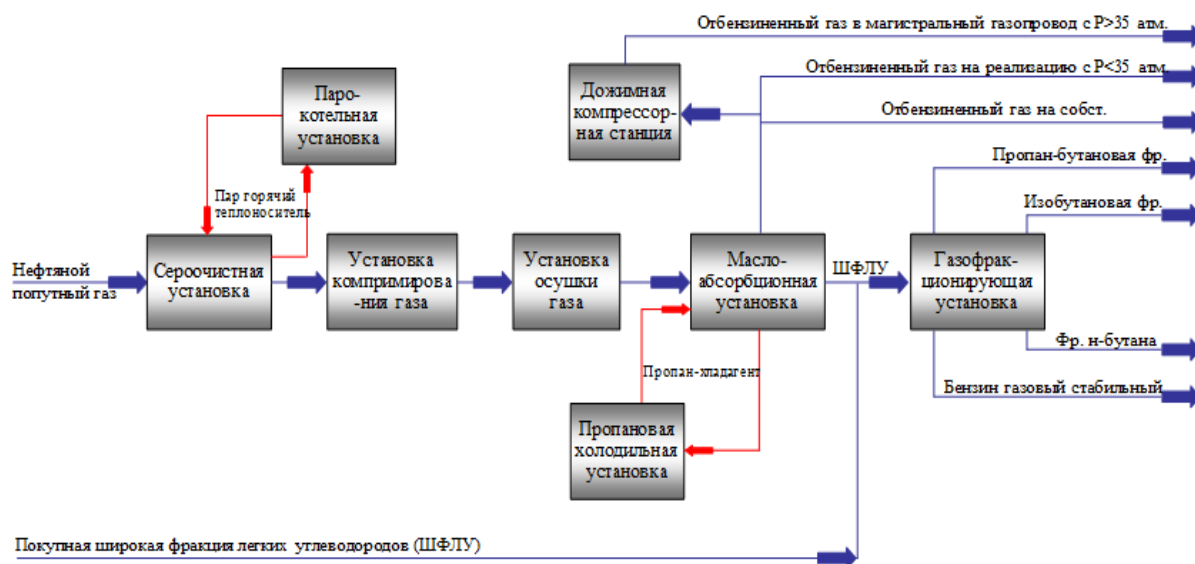 Отбензиненный газ в магистральный газопровод с Р>35 атм.
Отбензиненный газ на реализацию с Р<35 атм.
Отбензиненный газ на собст.
Дожимная
компрессор-
ная станция
Паро-
котельная
установка
Пропан-бутановая фр.
Изобутановая фр.
Пар горячий
теплоноситель
Нефтяной
попутный газ
Сероочистная
установка
Установка
компримирова
-ния газа
Установка
осушки
газа
Масло-
абсорбционная
установка
ШФЛУ
Газофрак-
ционирующая
установка
Фр. н-бутана
Бензин газовый стабильный
Пропан-хладагент
Пропановая
холодильная
установка
Покупная широкая фракция легких углеводородов (ШФЛУ)